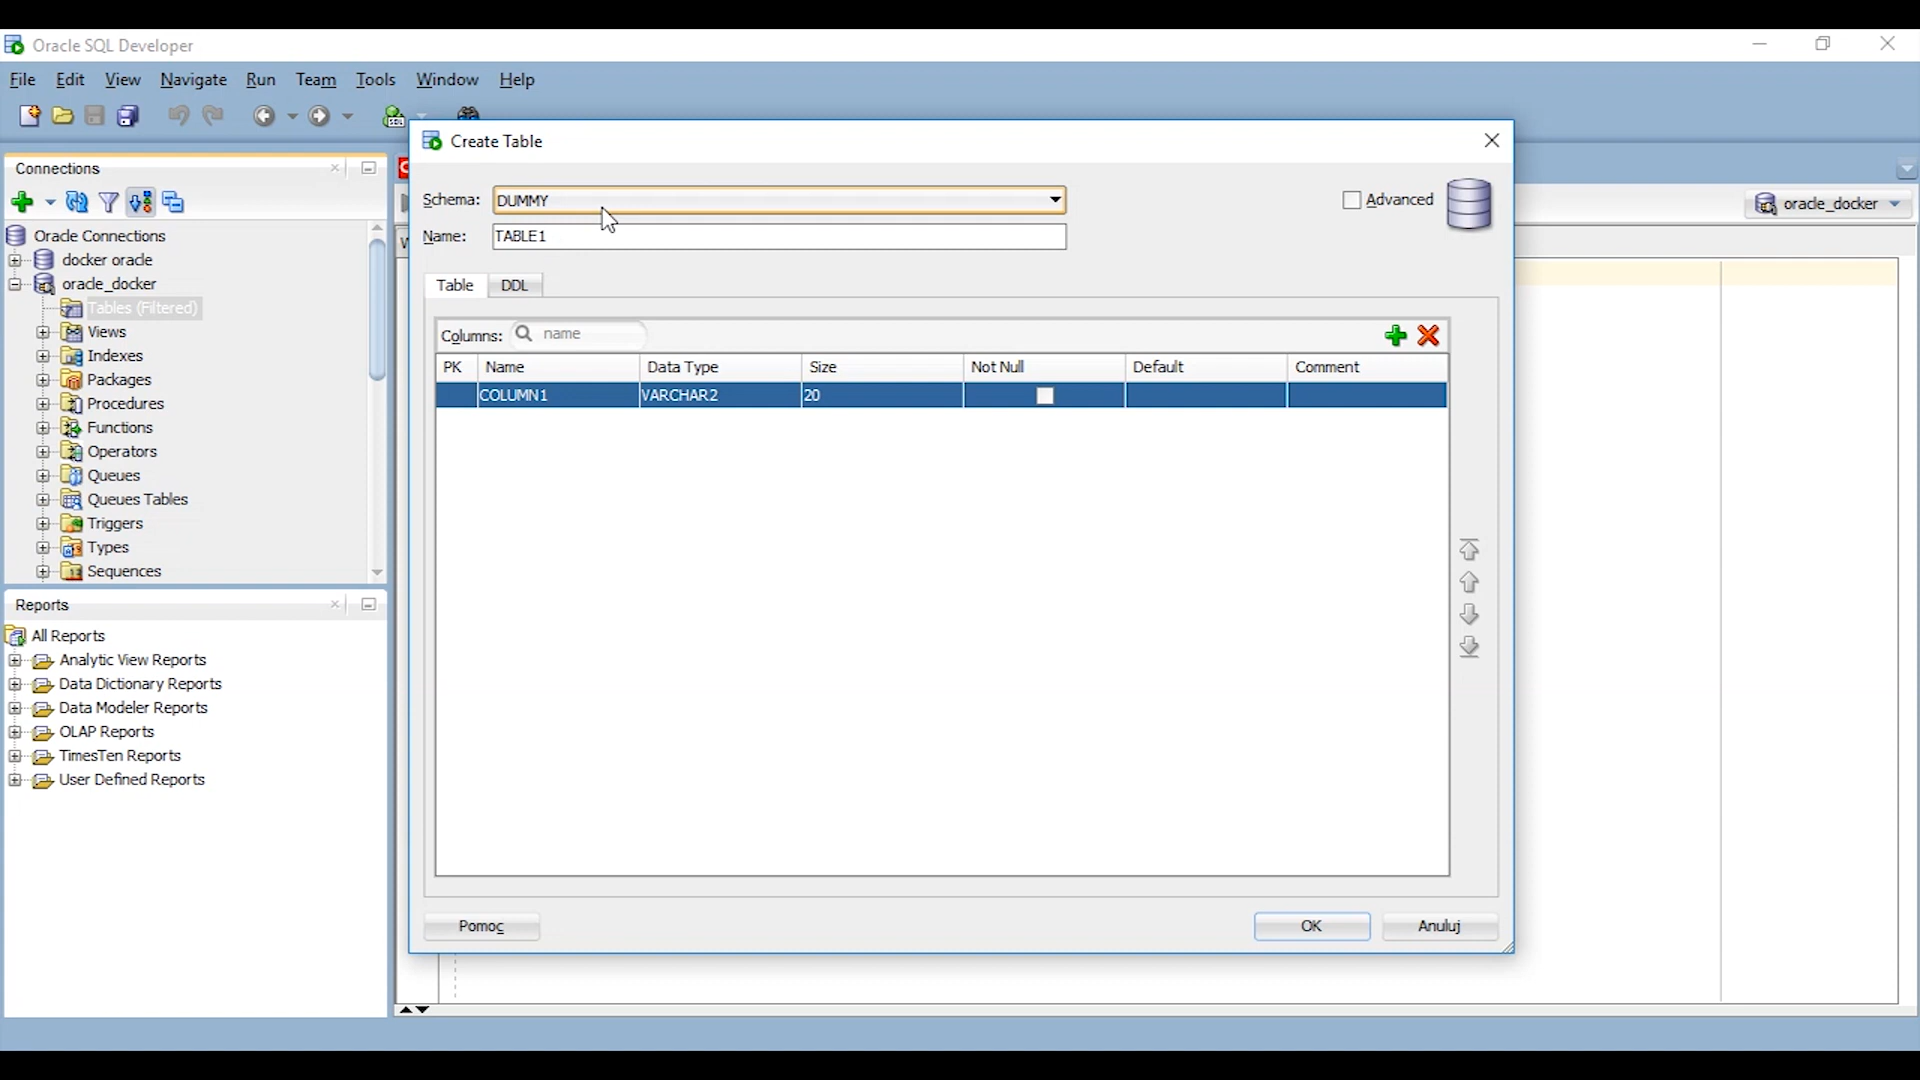 Oracle SQL Developer
File Edit View Navigate Run Team Tools Window Help
SQL
Connections
Oracle Connections
docker oracle
oracle_docker
Tables (Filtered)
Views
Indexes
Packages
Procedures
Functions
Operators
Queues
Queues Tables
Triggers
Types
Sequences
Reports
All Reports
Analytic View Reports
Data Dictionary Reports
Data Modeler Reports
OLAP Reports
TimesTen Reports
User Defined Reports
Create Table
Schema: DUMMY
Advanced
Name: TABLE1
Table DDL
Columns: name
PK Name Data Type Size Not Null Default Comment
COLUMN1 VARCHAR2 20
Pomoc OK Anuluj
oracle_docker